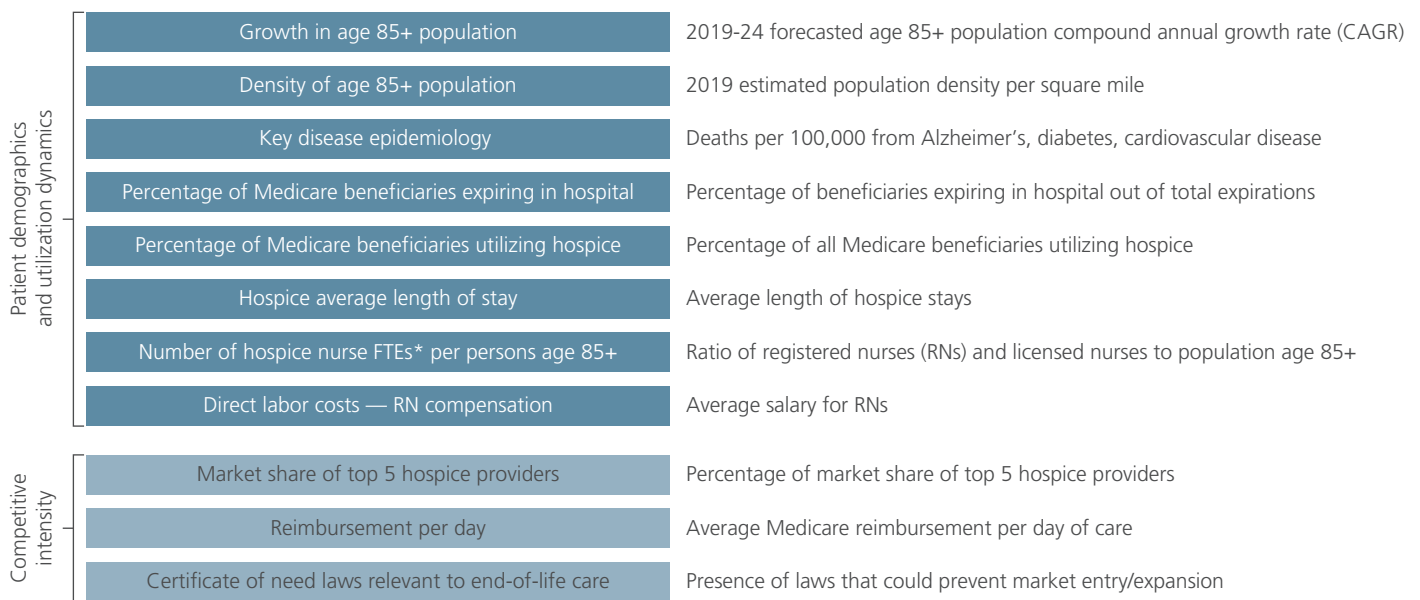 Patient demographics
and utilization dynamics
Growth in age 85+ population
2019-24 forecasted age 85+ population compound annual growth rate (CAGR)
Density of age 85+ population
2019 estimated population density per square mile
Key disease epidemiology
Deaths per 100,000 from Alzheimer’s, diabetes, cardiovascular disease
Percentage of Medicare beneficiaries expiring in hospital
Percentage of beneficiaries expiring in hospital out of total expirations
Percentage of Medicare beneficiaries utilizing hospice
Percentage of all Medicare beneficiaries utilizing hospice
Hospice average length of stay
Average length of hospice stays
Number of hospice nurse FTEs* per persons age 85+
Ratio of registered nurses (RNs) and licensed nurses to population age 85+
Direct labor costs — RN compensation
Average salary for RNs
Competitive
intensity
Market share of top 5 hospice providers
Percentage of market share of top 5 hospice providers
Reimbursement per day
Average Medicare reimbursement per day of care
Certificate of need laws relevant to end-of-life care
Presence of laws that could prevent market entry/expansion